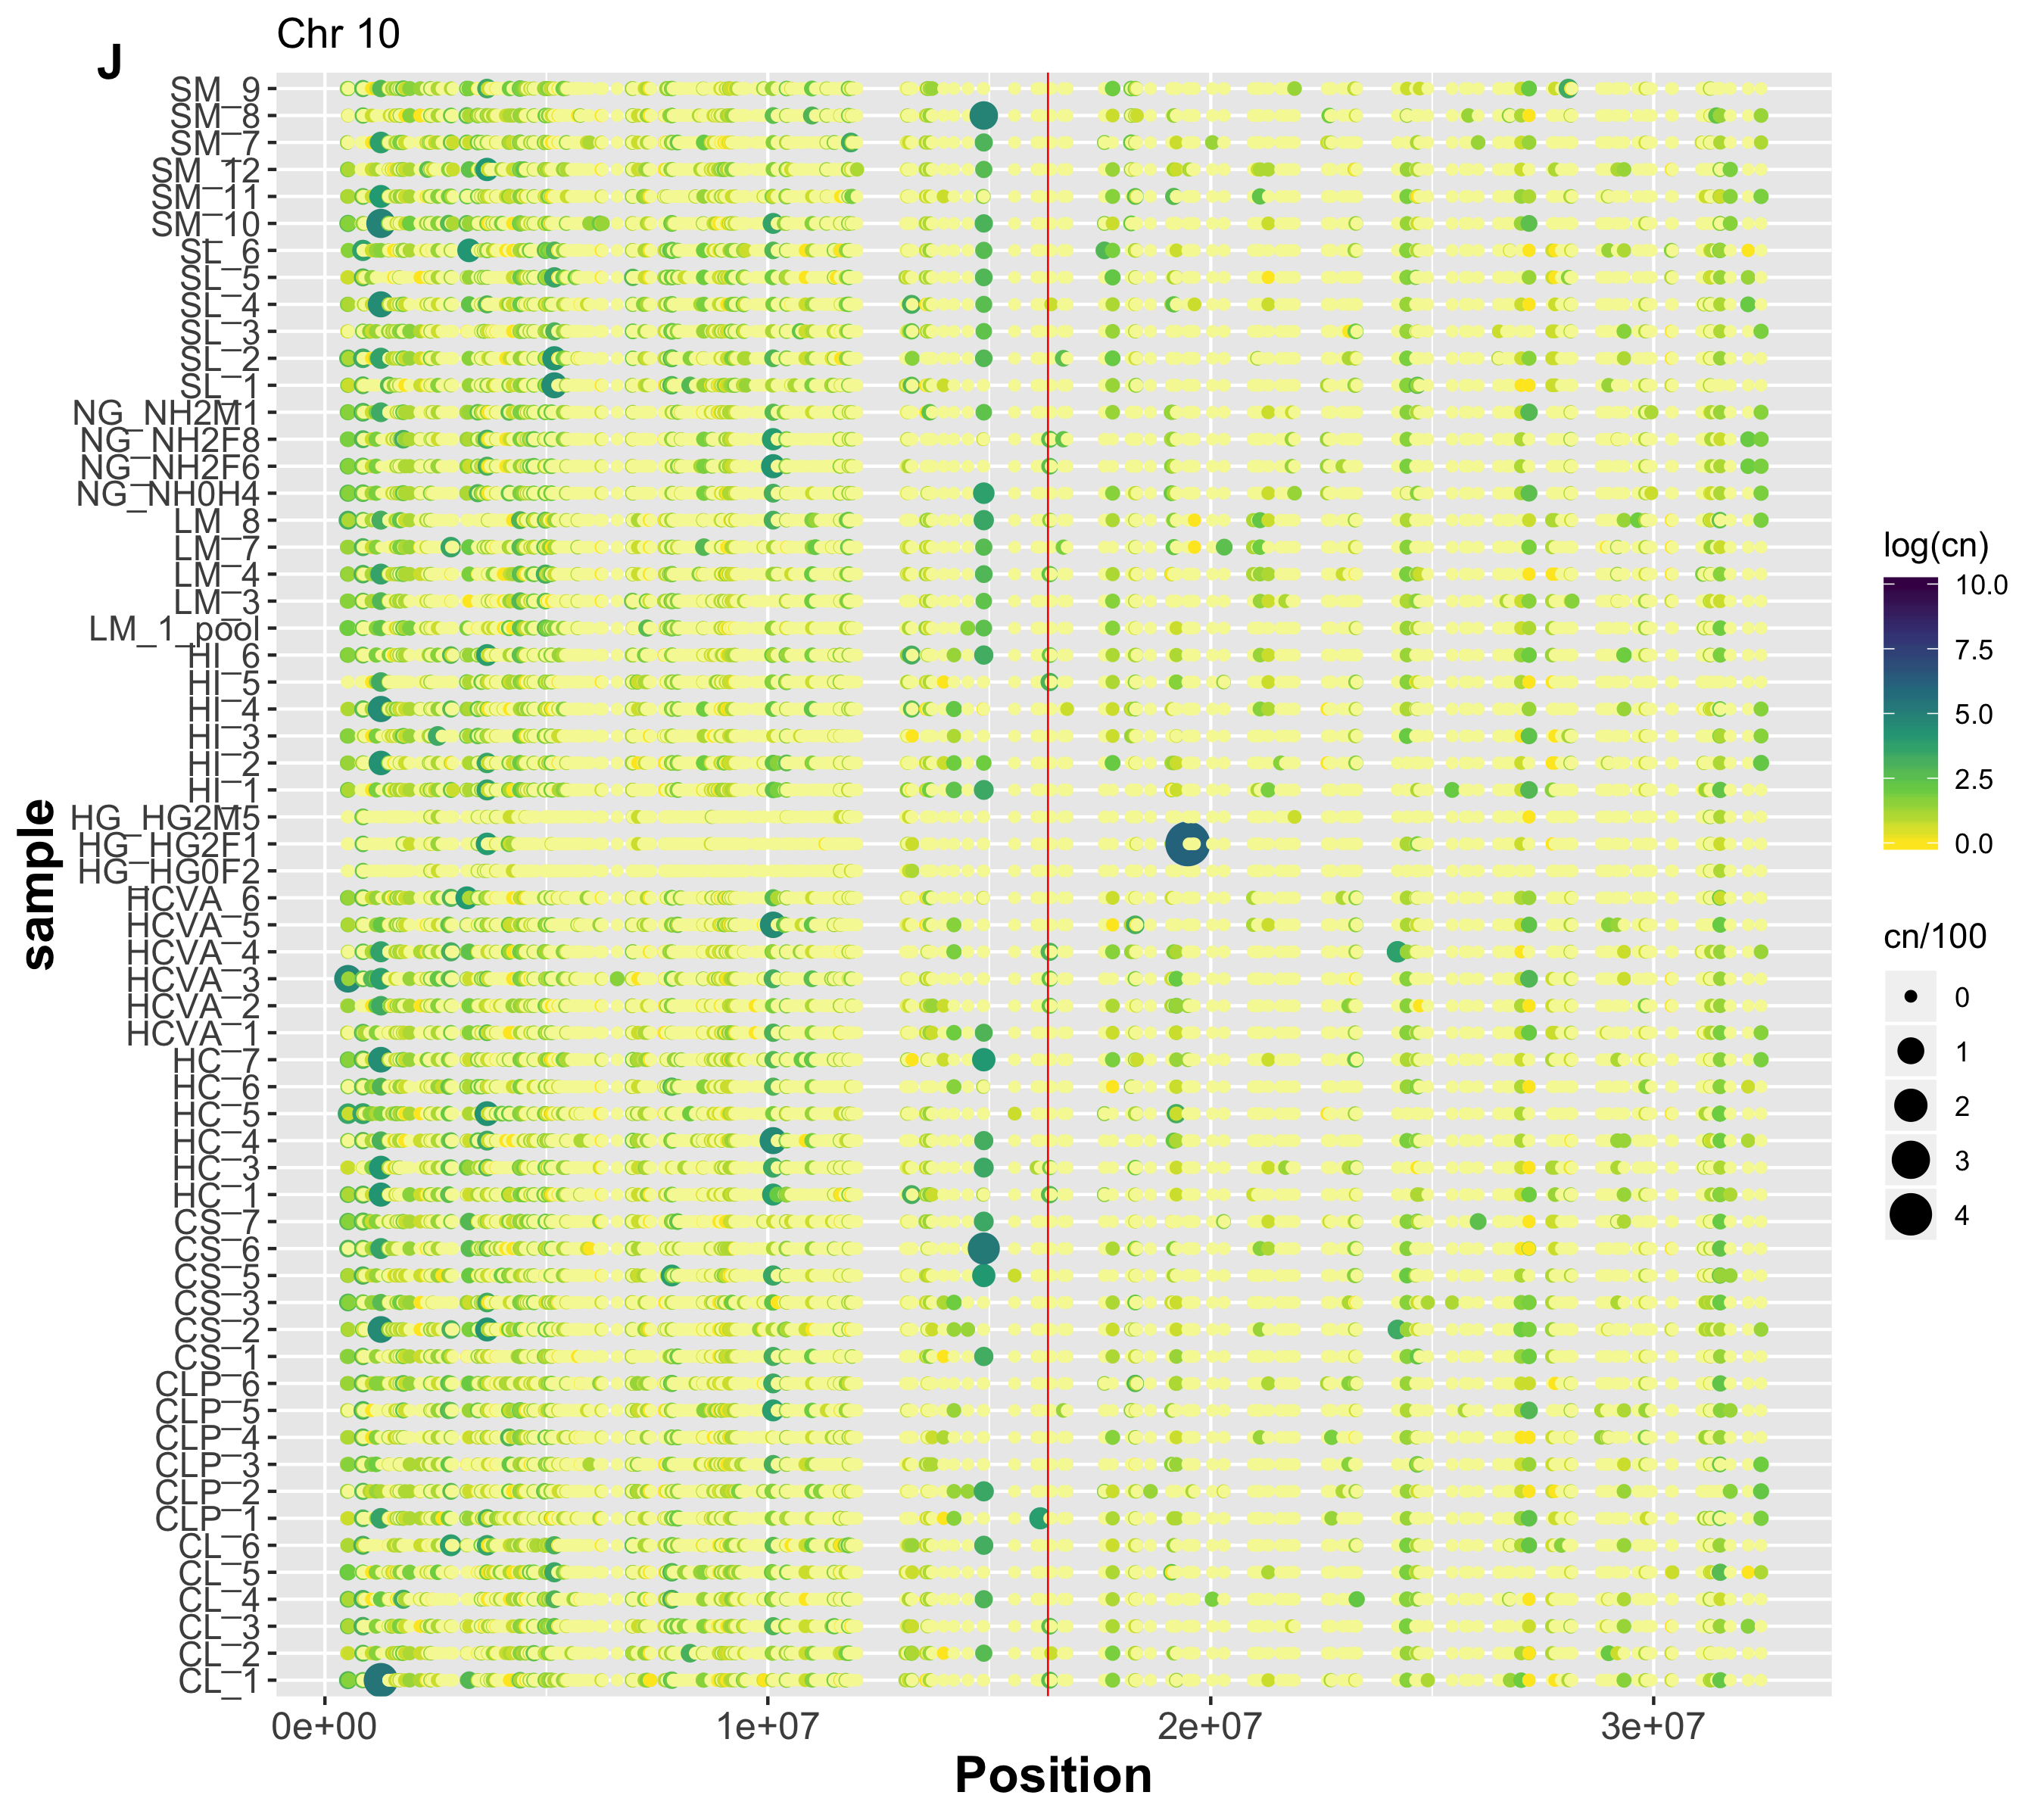 J
Chr 10
SM_9
SM_8
SM_7
SM_12
SM_11
SM_10
SL_6
SL_5
SL_4
SL_3
SL_2
SL_1
NG_NH2M1
NG_NH2F8
NG_NH2F6
NG_NH0H4
LM_8
LM_7
LM_4
LM_3
LM_1_pool
HI_6
HI_5
HI_4
HI_3
HI_2
HI_1
HG_HG2M5
HG_HG2F1
HG_HG0F2
HCVA_6
HCVA_5
HCVA_4
HCVA_3
HCVA_2
HCVA_1
HC_7
HC_6
HC_5
HC_4
HC_3
HC_1
CS_7
CS_6
CS_5
CS_3
CS_2
CS_1
CLP_6
CLP_5
CLP_4
CLP_3
CLP_2
CLP_1
CL_6
CL_5
CL_4
CL_3
CL_2
CL_1
sample
0e+00 1e+07 2e+07 3e+07
Position
log(cn)
10.0
7.5
5.0
2.5
0.0
cn/100
0
1
2
3
4